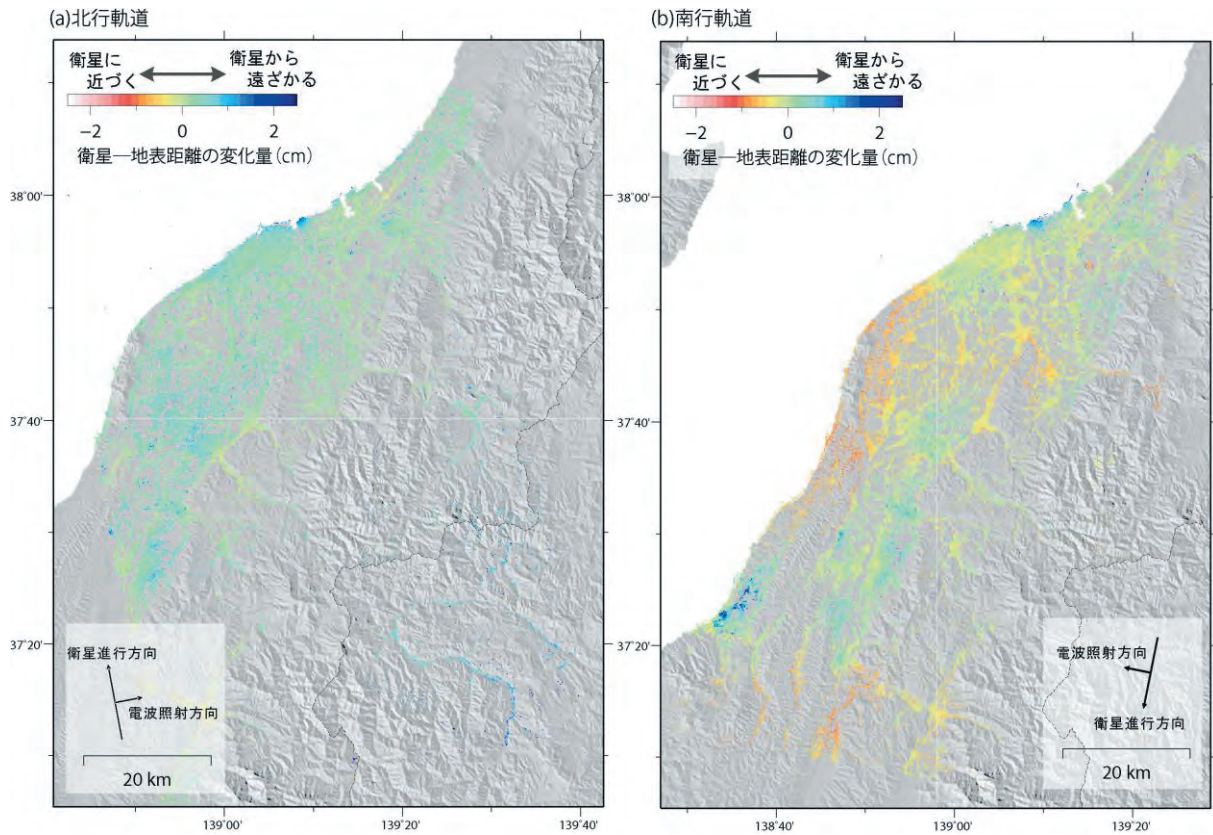 (a)北行軌道
衛星に
近づく
衛星から
遠ざかる
−2
0
2
衛星—地表距離の変化量(cm)
38°00'
37°40'
37°20'
衛星進行方向
電波照射方向
20 km
139°00'
139°20'
139°40'
(b)南行軌道
衛星に
近づく
衛星から
遠ざかる
−2
0
2
衛星—地表距離の変化量(cm)
38°00'
37°40'
37°20'
電波照射方向
衛星進行方向
20 km
138°40'
139°00'
139°20'